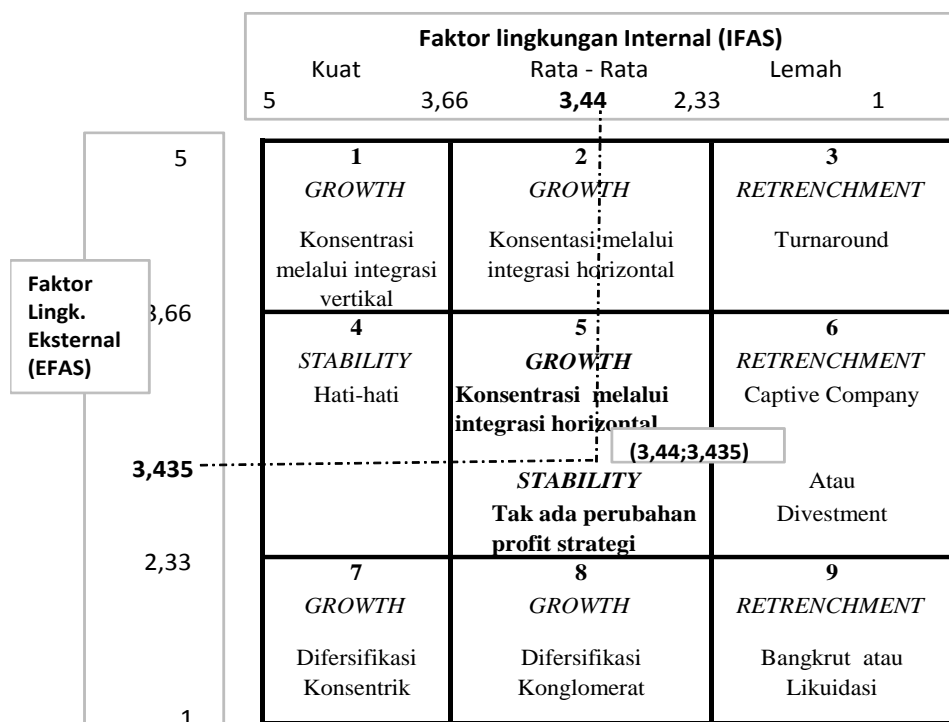 Faktor lingkungan Internal (IFAS)
Kuat Rata - Rata Lemah
5 3,66 3,44 2,33 1
5
Faktor
Lingk.
Eksternal
(EFAS)
3,66
3,435
2,33
1
1
GROWTH
Konsentrasi
melalui integrasi
vertikal
2
GROWTH
Konsentasi melalui
integrasi horizontal
3
RETRENCHMENT
Turnaround
4
STABILITY
Hati-hati
5
GROWTH
Konsentrasi melalui
integrasi horizontal
(3,44;3,435)
STABILITY
Tak ada perubahan
profit strategi
6
RETRENCHMENT
Captive Company
Atau
Divestment
7
GROWTH
Difersifikasi
Konsentrik
8
GROWTH
Difersifikasi
Konglomerat
9
RETRENCHMENT
Bangkrut atau
Likuidasi